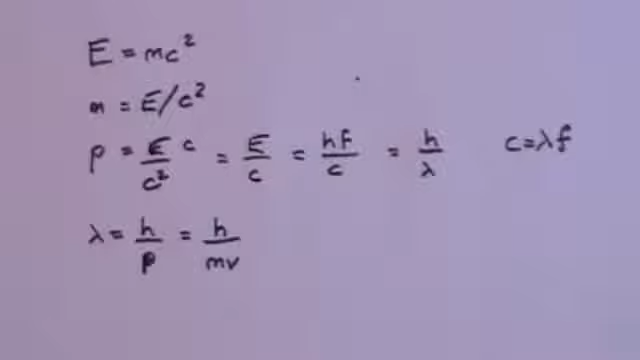 E = mc²
m = E/c²
p = E/c² c = E/c = hf/c = h/λ c=λf
λ = h/p = h/mv